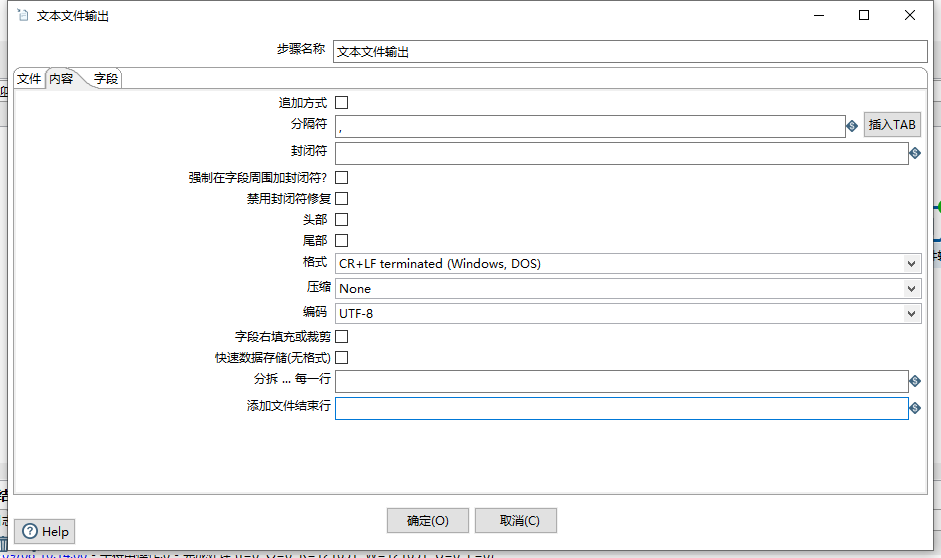 文本文件输出
步骤名称 文本文件输出
文件 内容 字段
追加方式
分隔符 , 插入TAB
封闭符
强制在字段周围加封闭符?
禁用封闭符修复
头部
尾部
格式 CR+LF terminated (Windows, DOS)
压缩 None
编码 UTF-8
字段右填充或裁剪
快速数据存储(无格式)
分拆 ... 每一行
添加文件结束行
Help 确定(O) 取消(C)